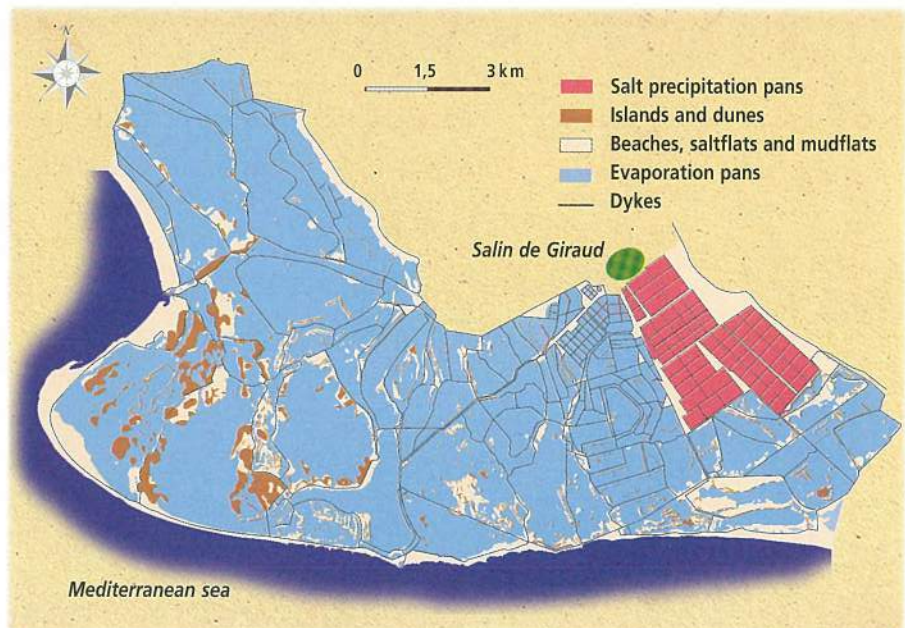 N
0 1,5 3 km
Salt precipitation pans
Islands and dunes
Beaches, saltflats and mudflats
Evaporation pans
Dykes
Salin de Giraud
Mediterranean sea